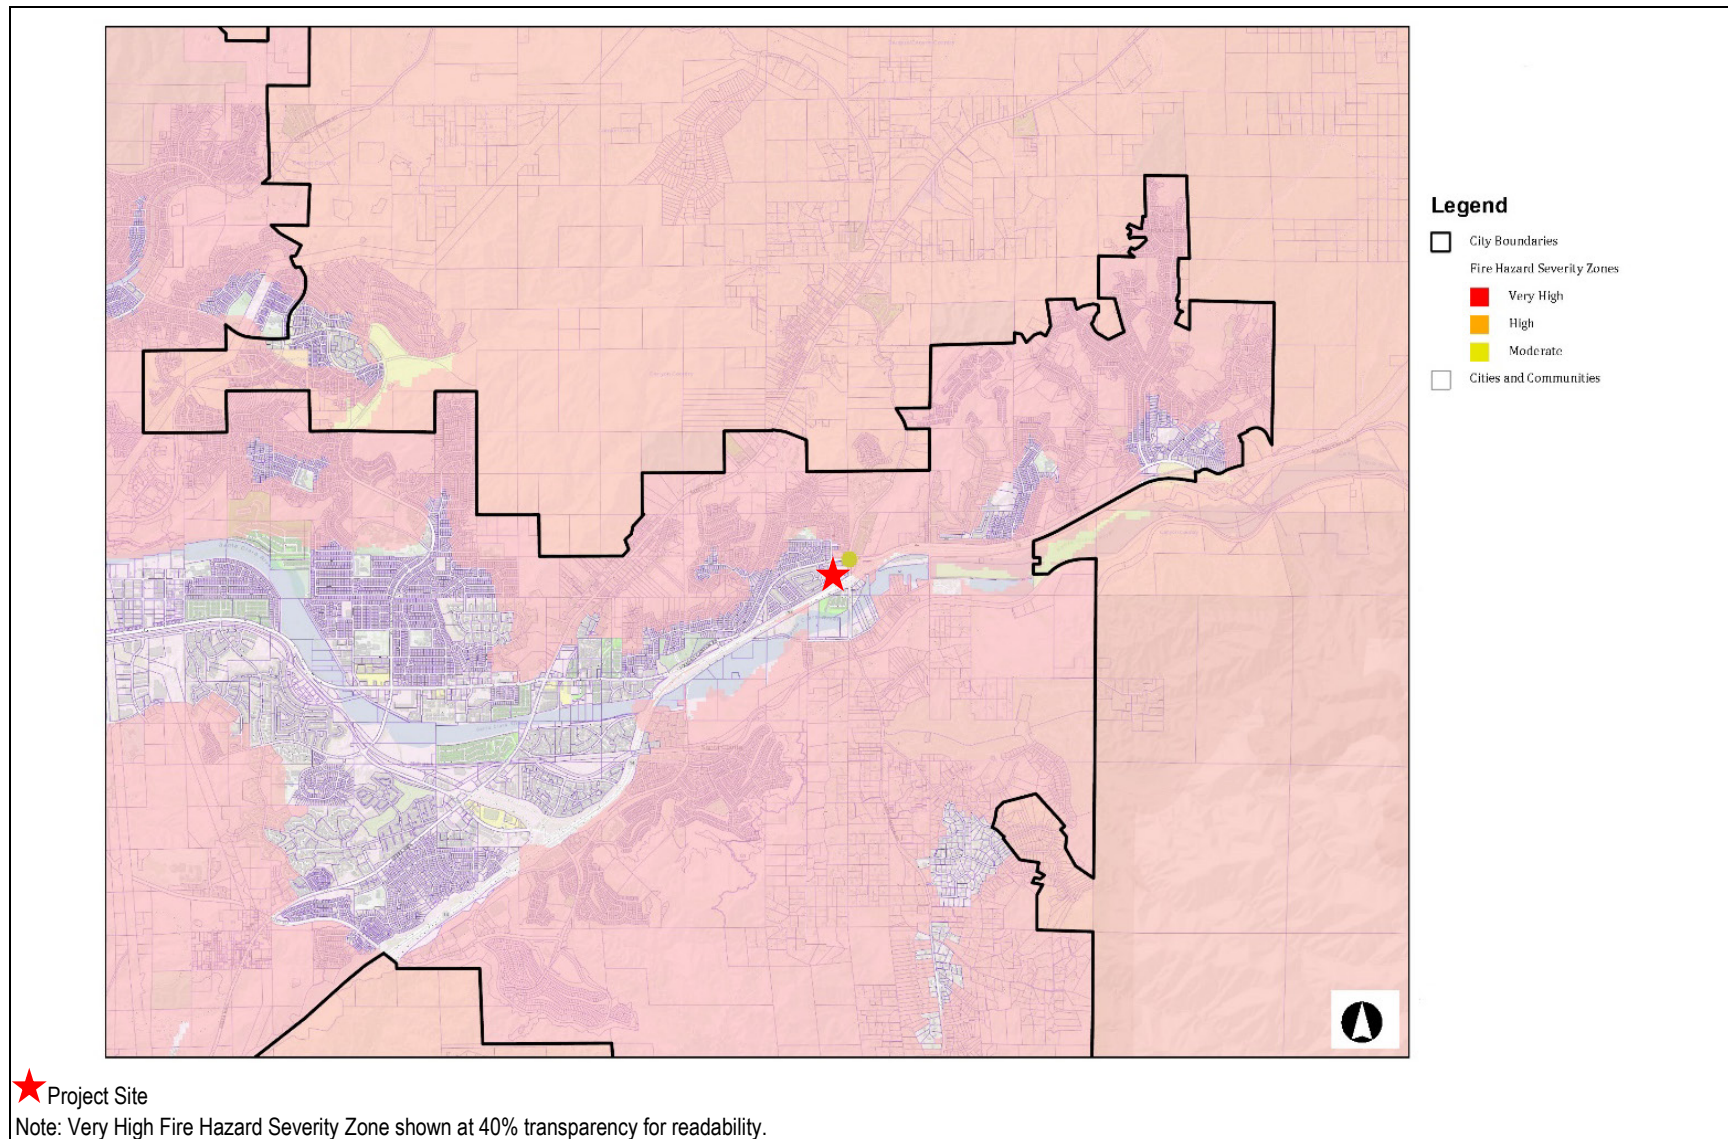 Legend
City Boundaries
Fire Hazard Severity Zones
Very High
High
Moderate
Cities and Communities
Project Site
Note: Very High Fire Hazard Severity Zone shown at 40% transparency for readability.